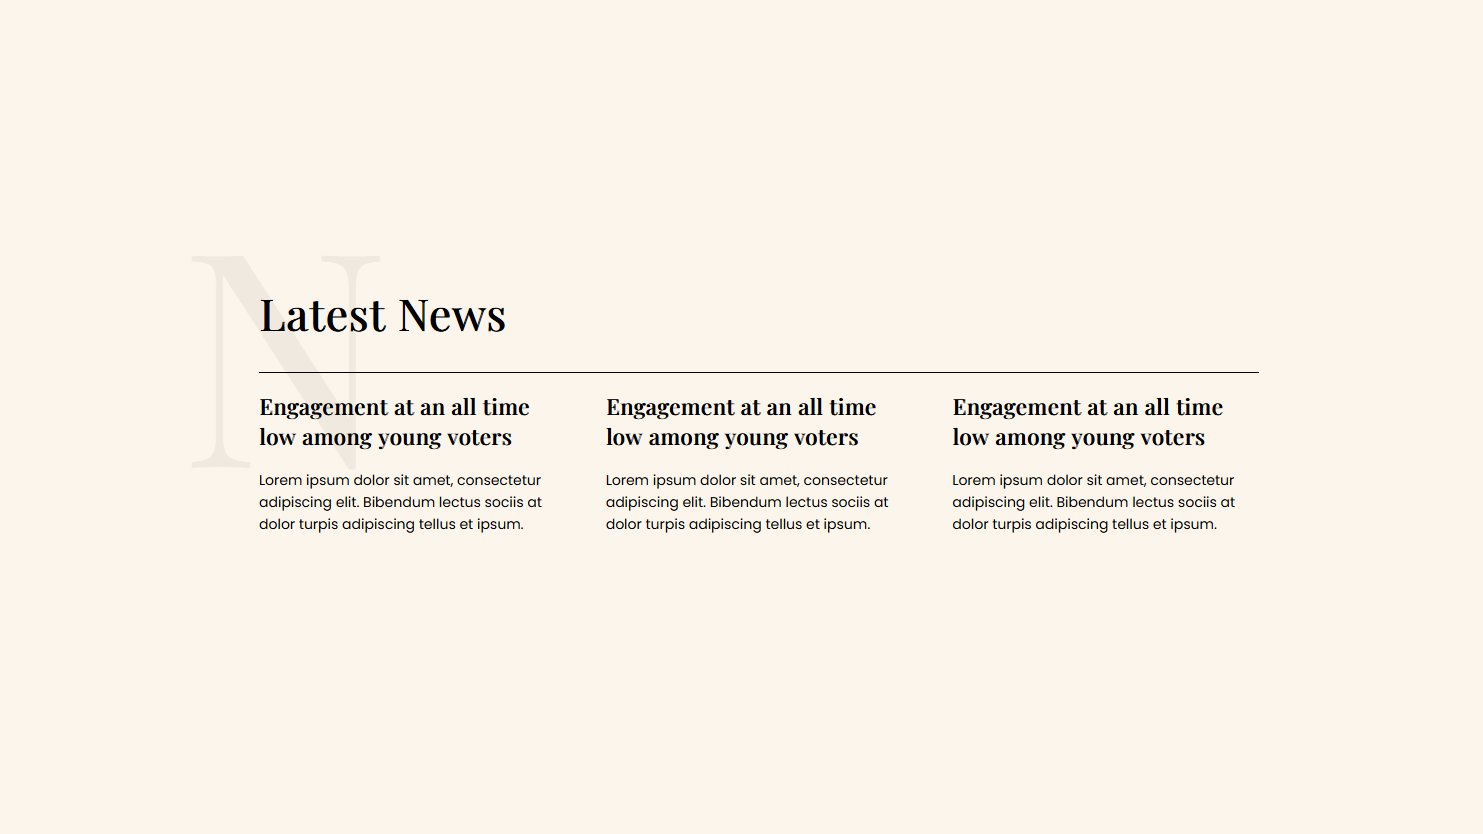 N
Latest News
Engagement at an all time
low among young voters
Lorem ipsum dolor sit amet, consectetur
adipiscing elit. Bibendum lectus sociis at
dolor turpis adipiscing tellus et ipsum.
Engagement at an all time
low among young voters
Lorem ipsum dolor sit amet, consectetur
adipiscing elit. Bibendum lectus sociis at
dolor turpis adipiscing tellus et ipsum.
Engagement at an all time
low among young voters
Lorem ipsum dolor sit amet, consectetur
adipiscing elit. Bibendum lectus sociis at
dolor turpis adipiscing tellus et ipsum.